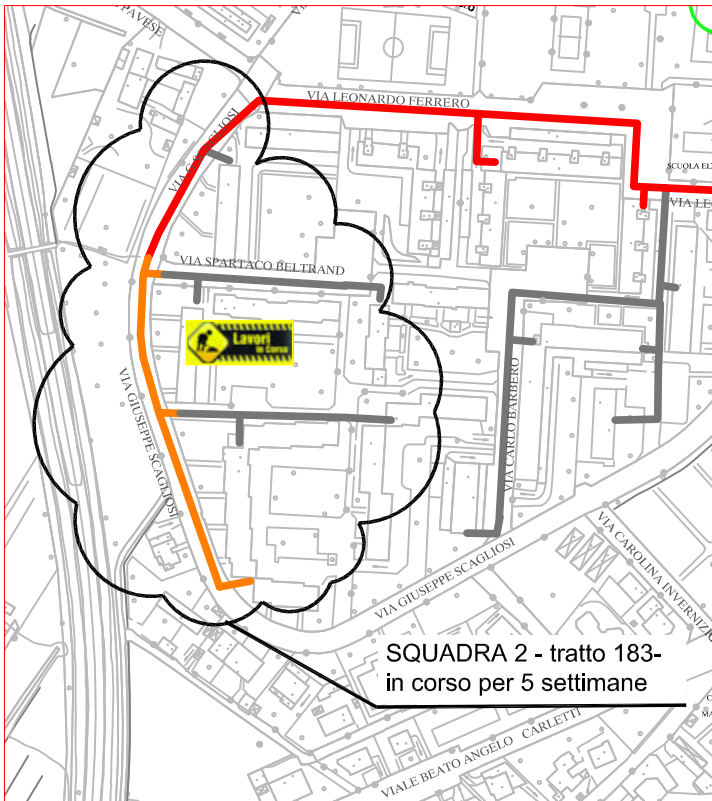 PAVESE
VIA LEONARDO FERRERO
VIA G. SCAGLIOSI
SCUOLA EL
VIA LE
VIA SPARTACO BELTRAND
Lavori
in Corso
VIA GIUSEPPE SCAGLIOSI
VIA CARLO BARBERO
VIA GIUSEPPE SCAGLIOSI
VIA CAROLINA INVERNIZIO
SQUADRA 2 - tratto 183-
in corso per 5 settimane
VIALE BEATO ANGELO CARLETTI
C
MA